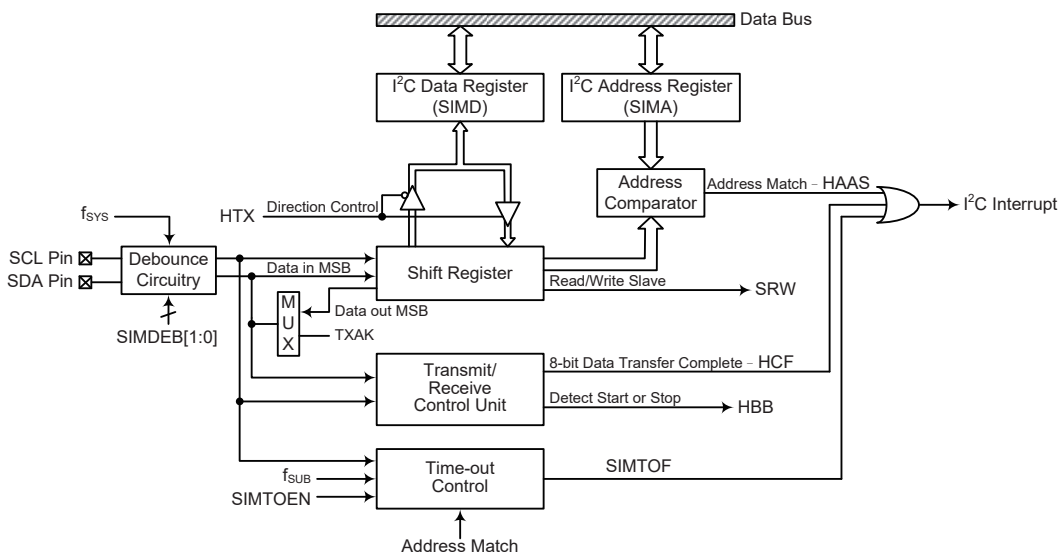 Data Bus
I²C Data Register
(SIMD)
I²C Address Register
(SIMA)
Address
Comparator
Address Match – HAAS
I²C Interrupt
HTX
Direction Control
fSYS
SCL Pin
SDA Pin
Debounce
Circuitry
SIMDEB[1:0]
Data in MSB
Shift Register
Read/Write Slave
SRW
M
U
X
Data out MSB
TXAK
Transmit/
Receive
Control Unit
8-bit Data Transfer Complete – HCF
Detect Start or Stop
HBB
fSUB
SIMTOEN
Time-out
Control
SIMTOF
Address Match